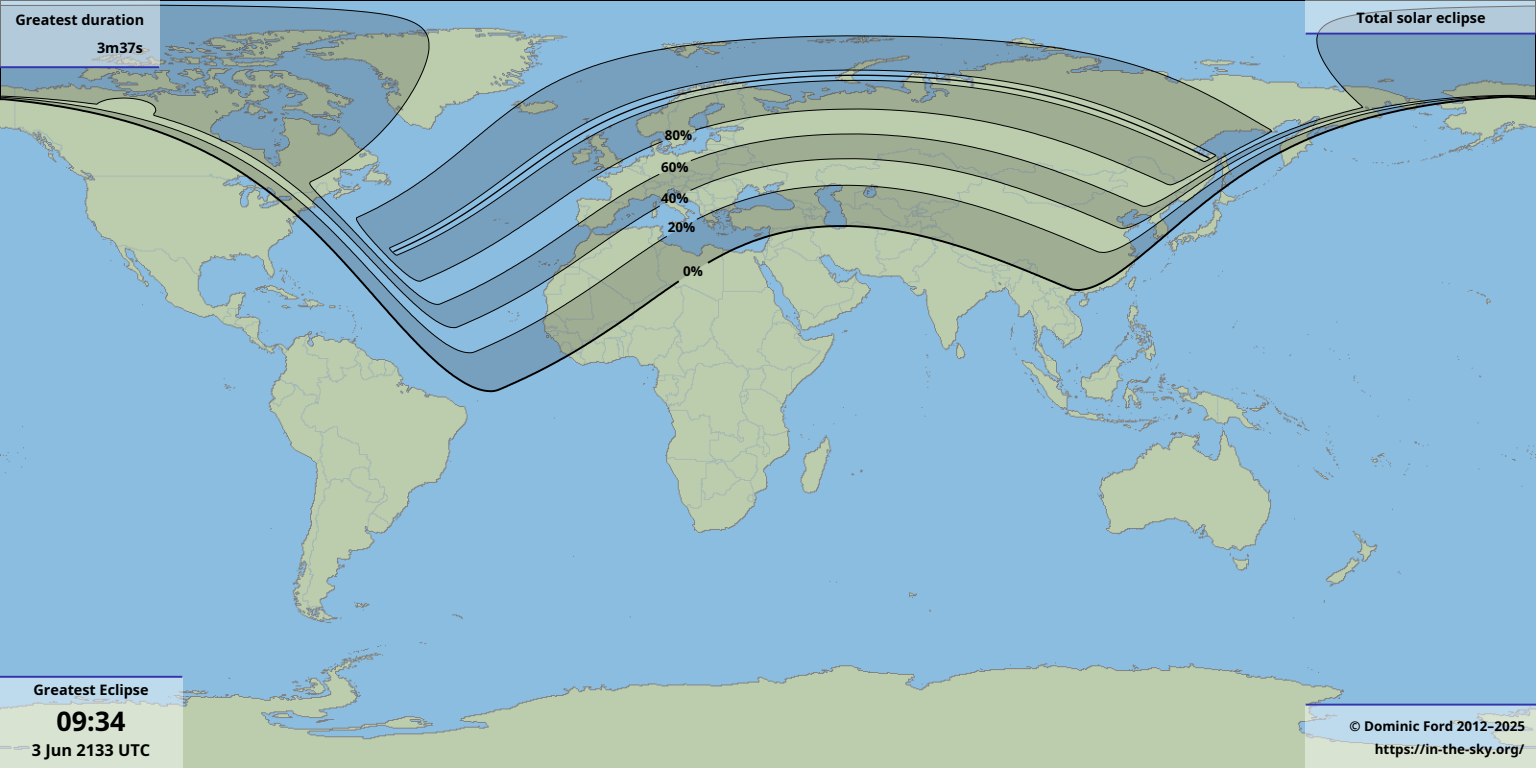 Greatest duration
3m37s
Total solar eclipse
80%
60%
40%
20%
0%
Greatest Eclipse
09:34
3 Jun 2133 UTC
© Dominic Ford 2012–2025
https://in-the-sky.org/